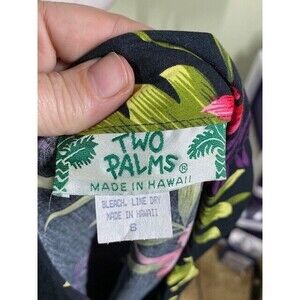 TWO
PALMS®
MADE IN HAWAII
BLEACH. LINE DRY
MADE IN HAWAII
S